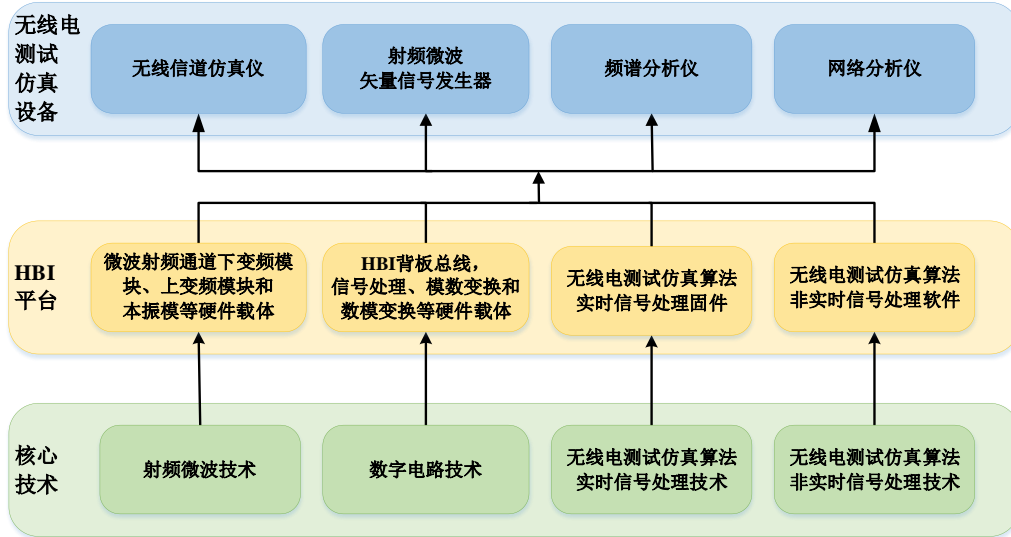 无线电
测试
仿真
设备
无线信道仿真仪
射频微波
矢量信号发生器
频谱分析仪
网络分析仪
HBI
平台
微波射频通道下变频模
块、上变频模块和
本振模等硬件载体
HBI背板总线，
信号处理、模数变换和
数模变换等硬件载体
无线电测试仿真算法
实时信号处理固件
无线电测试仿真算法
非实时信号处理软件
核心
技术
射频微波技术
数字电路技术
无线电测试仿真算法
实时信号处理技术
无线电测试仿真算法
非实时信号处理技术